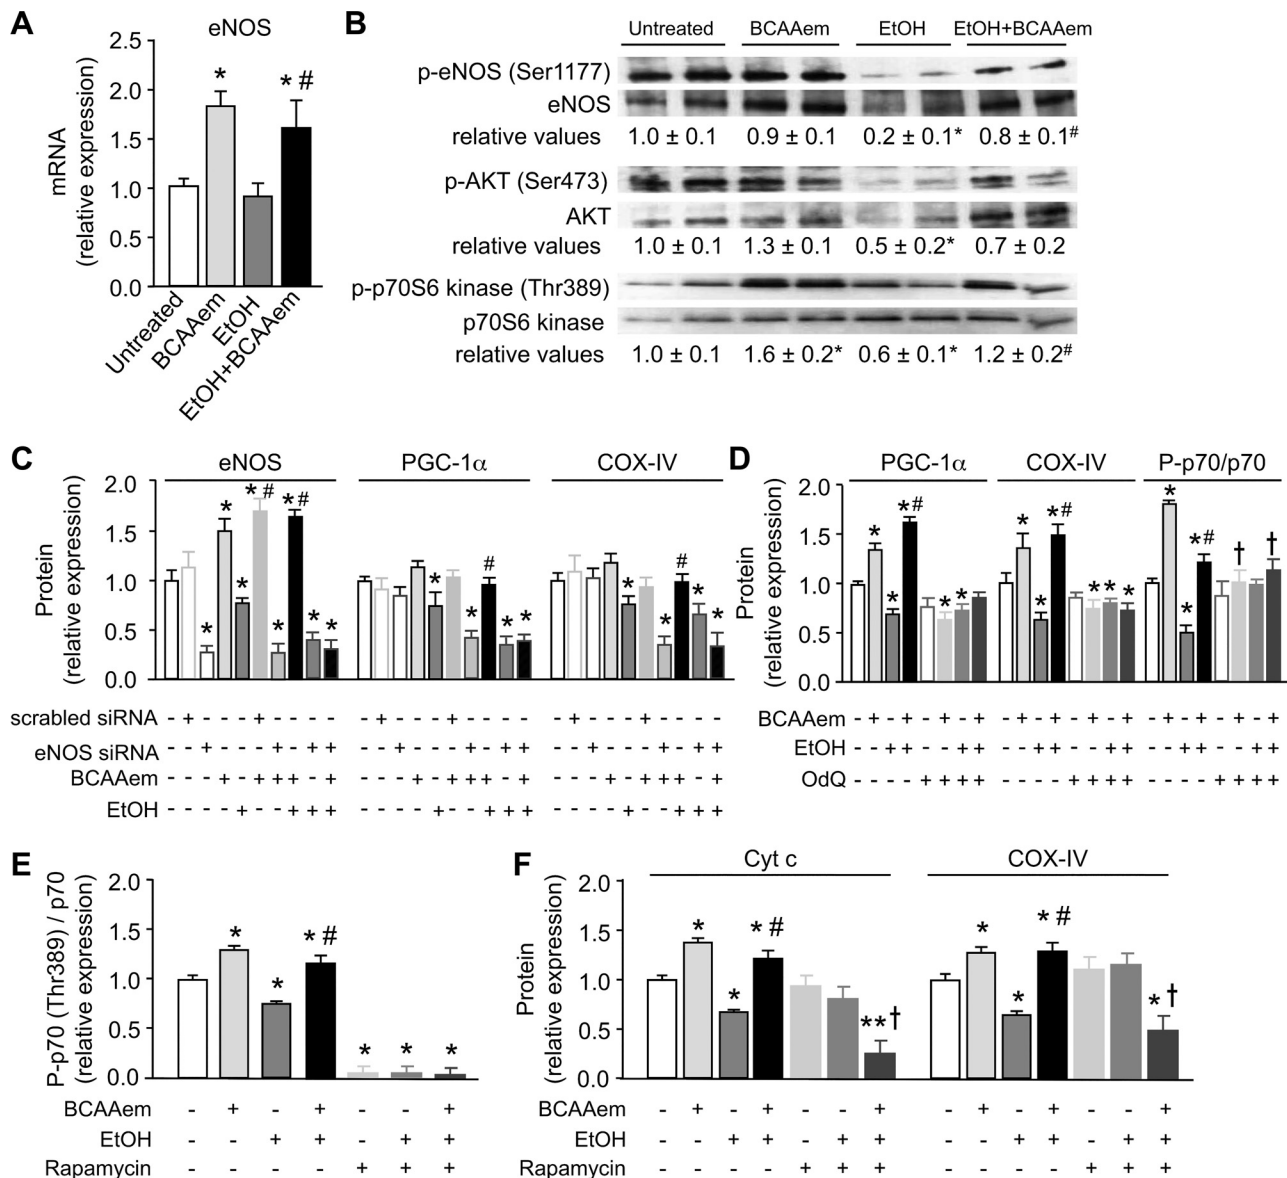 A
eNOS
mRNA
(relative expression)
2.5
2.0
1.5
1.0
0.5
0.0
*
* #
Untreated
BCAAem
EtOH
EtOH+BCAAem
B
Untreated BCAAem EtOH EtOH+BCAAem
p-eNOS (Ser1177)
eNOS
relative values 1.0 ± 0.1 0.9 ± 0.1 0.2 ± 0.1* 0.8 ± 0.1#
p-AKT (Ser473)
AKT
relative values 1.0 ± 0.1 1.3 ± 0.1 0.5 ± 0.2* 0.7 ± 0.2
p-p70S6 kinase (Thr389)
p70S6 kinase
relative values 1.0 ± 0.1 1.6 ± 0.2* 0.6 ± 0.1* 1.2 ± 0.2#
C
eNOS PGC-1α COX-IV
Protein
(relative expression)
2.0
1.5
1.0
0.5
0.0
* * * *# * *# * *
* # * * *
* * # * *
scrabled siRNA - + - - - + - - - - - + - - - + - - - - - + - - - + - - - -
eNOS siRNA - - + - - - + - + + - - + - - - + - + + - - + - - - + - + +
BCAAem - - - + - + + + - + - - - + - + + + - + - - - + - + + + - +
EtOH - - - - + - - + + + - - - - + - - + + + - - - - + - - + + +
D
PGC-1α COX-IV P-p70/p70
Protein
(relative expression)
2.0
1.5
1.0
0.5
0.0
* * *# * *
* * *# * * *
* * *# † †
BCAAem - + - + - + - + - + - + - + - + - + - + - + - +
EtOH - - + + - - + + - - + + - - + + - - + + - - + +
OdQ - - - - + + + + - - - - + + + + - - - - + + + +
E
P-p70 (Thr389) / p70
(relative expression)
2.0
1.5
1.0
0.5
0.0
* * * # * * *
BCAAem - + - + - - +
EtOH - - + + - + +
Rapamycin - - - - + + +
F
Cyt c COX-IV
Protein
(relative expression)
2.0
1.5
1.0
0.5
0.0
* * * # **†
* * * # * †
BCAAem - + - + - - + - + - + - - +
EtOH - - + + - + + - - + + - + +
Rapamycin - - - - + + + - - - - + + +